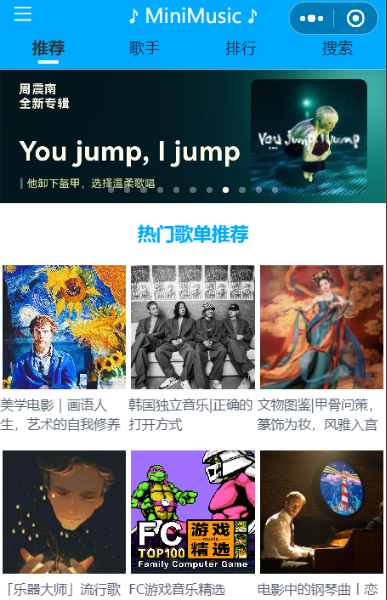 ♪ MiniMusic ♪
推荐 歌手 排行 搜索
周震南
全新专辑
You jump, I jump
You jump, I jump
| 他卸下盔甲，选择温柔歌唱
热门歌单推荐
美学电影｜画语人
生，艺术的自我修养
韩国独立音乐|正确的
打开方式
文物图鉴|甲骨问策，
篆饰为妆，风雅入宫
FC 游戏
music
TOP100 精选
Family Computer Game
「乐器大师」流行歌
FC游戏音乐精选
电影中的钢琴曲丨恋